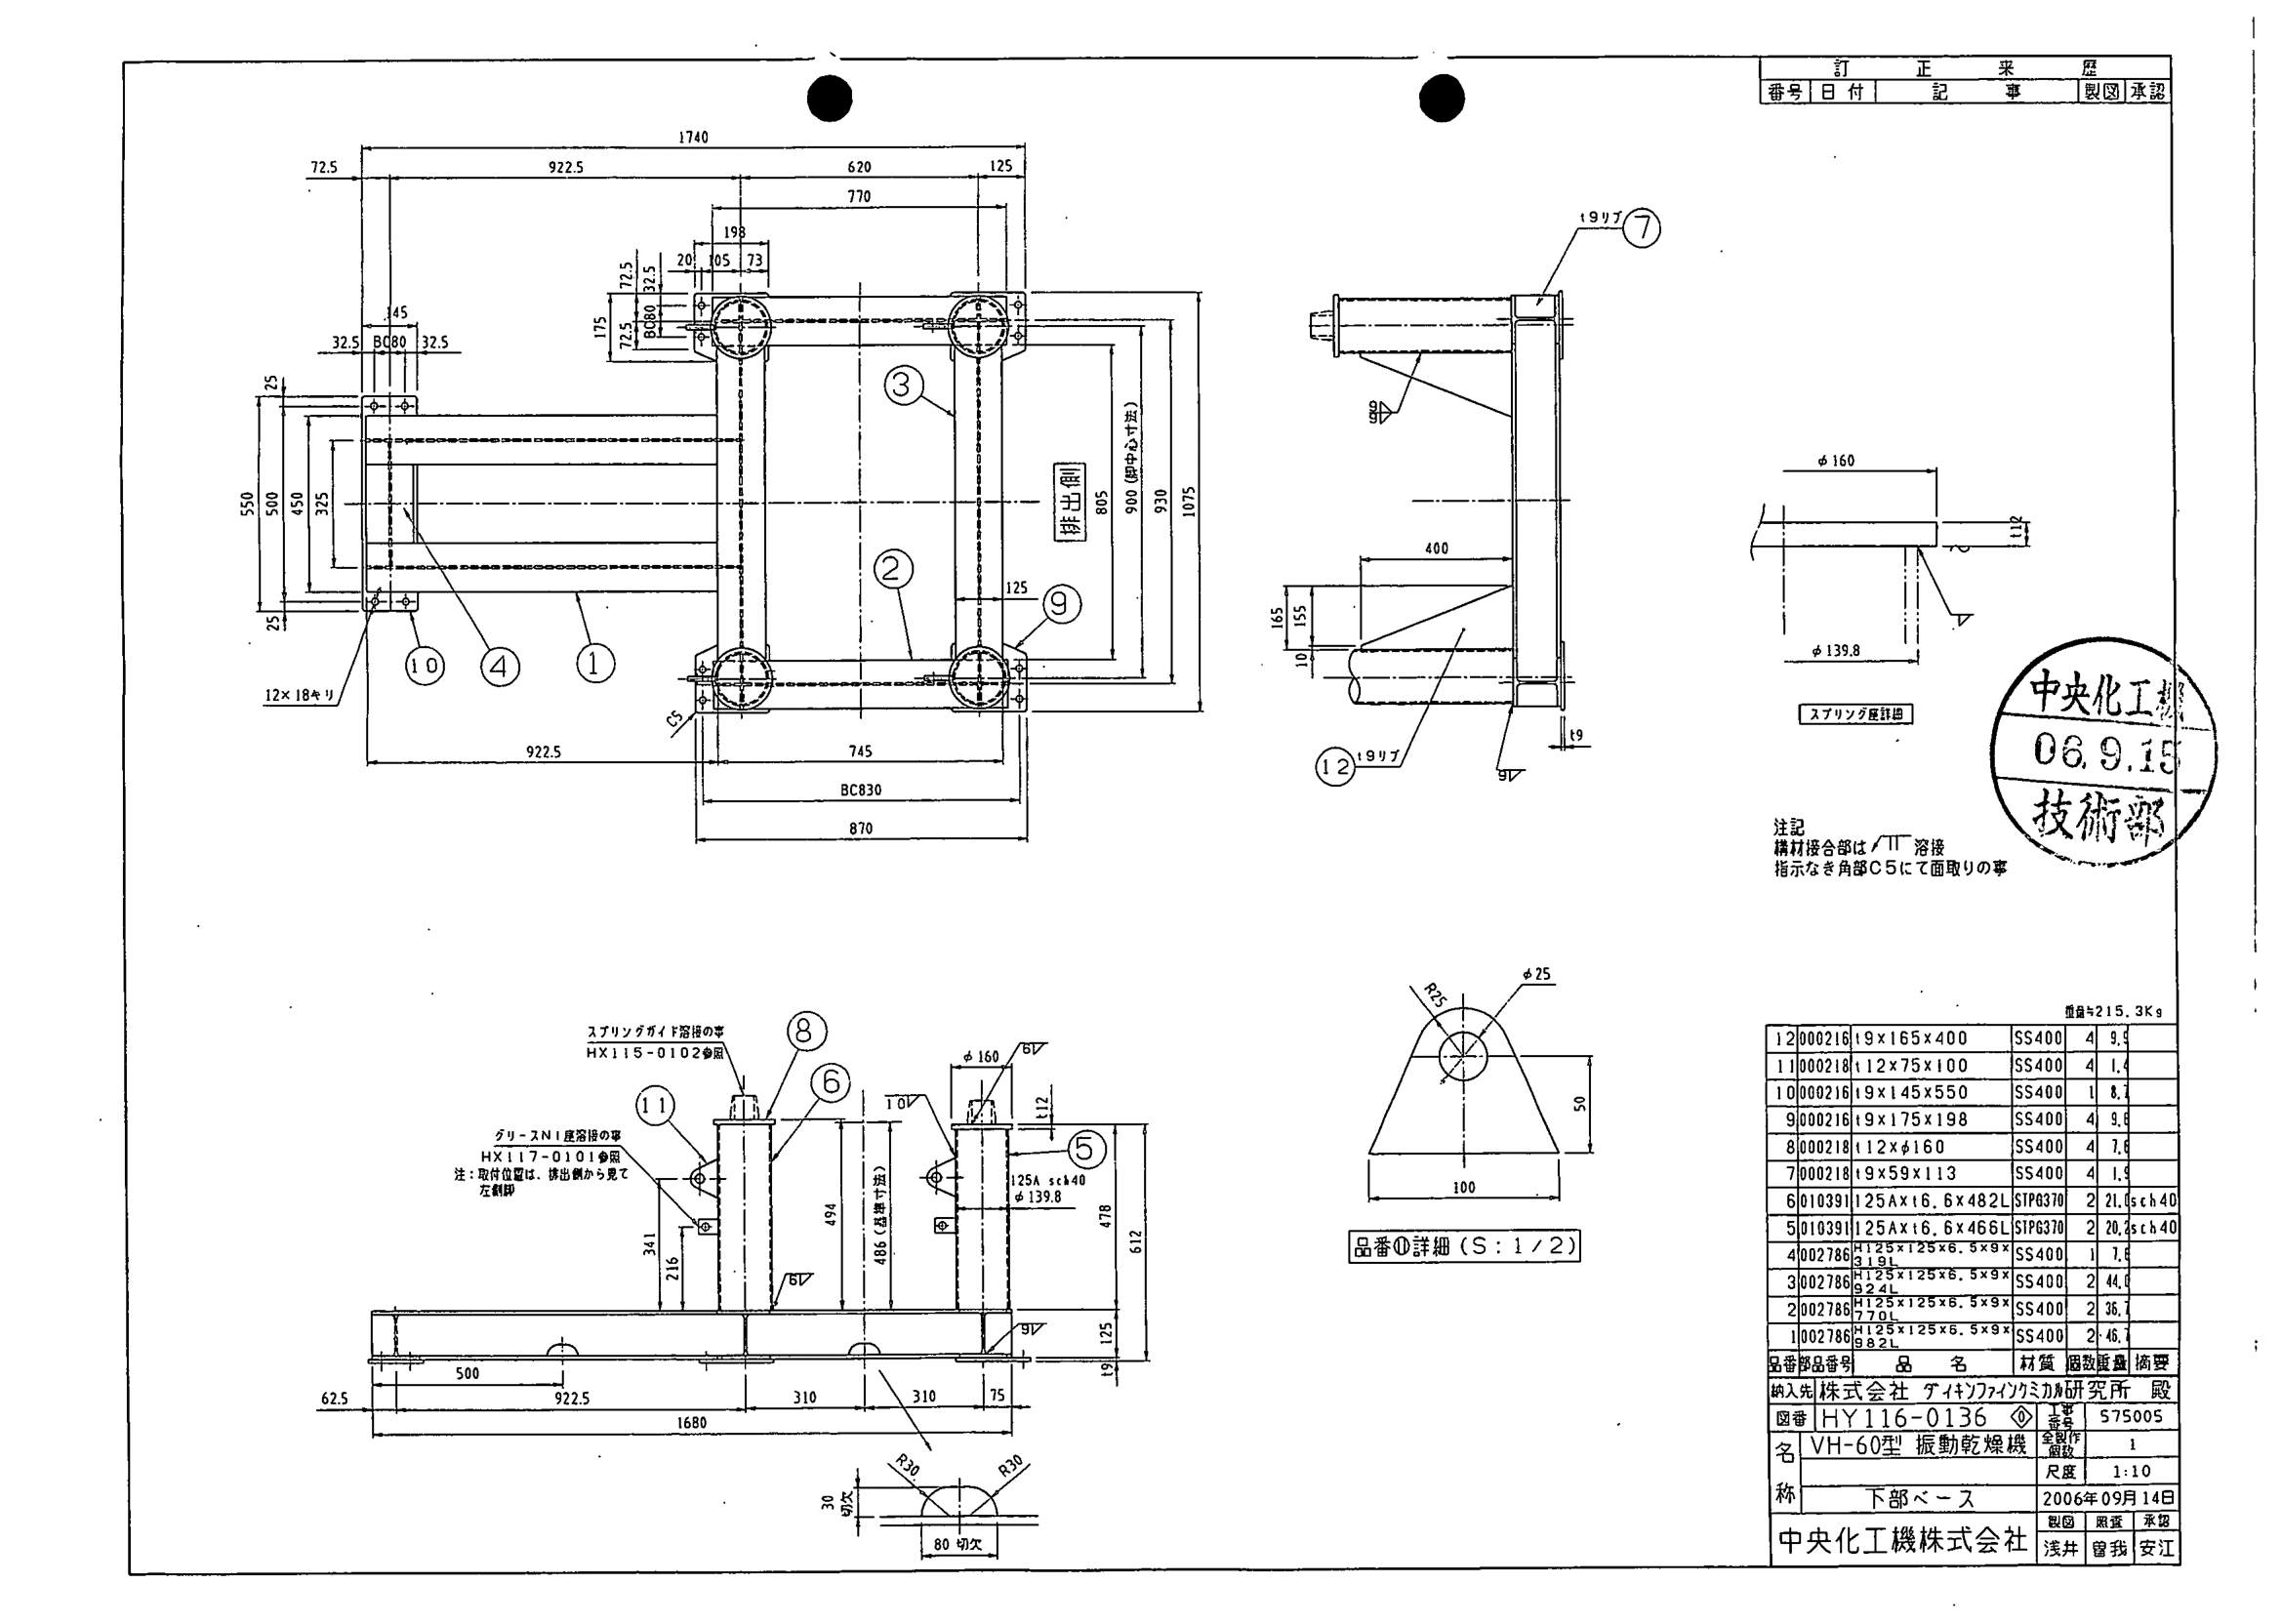 訂正来歴
番号 日付 記事 製図 承認
1740
72.5 922.5 620 125
770
198
20 105 73
72.5 32.5
175 72.5 BC80
145
32.5 BC80 32.5
25
550 500 450 325
25
12×18キリ
10 4 1
3
2
9
125
排出側
805 900(脚中心寸法) 930 1075
C5
922.5 745
BC830
870
t9リブ 7
400
165 155
10
12 t9リブ
t9
φ160
t12
φ139.8
スプリング座詳細
中央化工機
06.9.15
技術部
注記
構材接合部は 溶接
指示なき角部C5にて面取りの事
スプリングガイド溶接の事
HX115-0102参照
8
6
11
グリースNI座溶接の事
HX117-0101参照
注:取付位置は、排出側から見て
左側脚
φ160
10
t12
5
125A sch40
φ139.8
341 216 494 486(基準寸法) 478 612
125
t9
500
62.5 922.5 310 310 75
1680
R30 R30
30切欠
80切欠
φ25
R25
50
100
品番⑪詳細(S:1/2)
重量≒215.3Kg
12 000216 t9×165×400 SS400 4
11 000218 t12×75×100 SS400 4
10 000216 t9×145×550 SS400 1
9 000216 t9×175×198 SS400 4
8 000218 t12×φ160 SS400 4
7 000218 t9×59×113 SS400 4
6 010391 125A×t6.6×482L STPG370 2 sch40
5 010391 125A×t6.6×466L STPG370 2 sch40
4 002786 H125×125×6.5×9×319L SS400 1
3 002786 H125×125×6.5×9×924L SS400 2
2 002786 H125×125×6.5×9×770L SS400 2
1 002786 H125×125×6.5×9×982L SS400 2
品番 部品番号 品名 材質 個数 重量 摘要
納入先 株式会社 ダイキンファインケミカル研究所 殿
図番 HY116-0136 0 工事番号 575005
名称 VH-60型 振動乾燥機 全製作個数 1
尺度 1:10
下部ベース 2006年09月14日
中央化工機株式会社 製図 照査 承認
浅井 曽我 安江